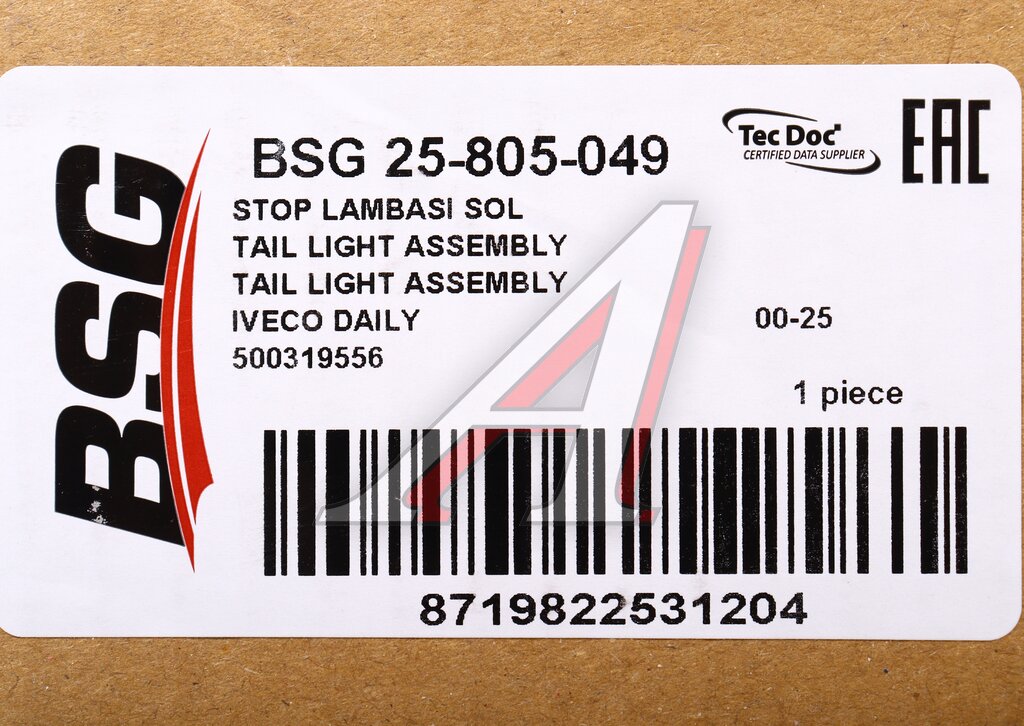 BSG
BSG 25-805-049
Tec Doc
CERTIFIED DATA SUPPLIER
EAC
STOP LAMBASI SOL
TAIL LIGHT ASSEMBLY
TAIL LIGHT ASSEMBLY
IVECO DAILY
00-25
500319556
1 piece
8719822531204